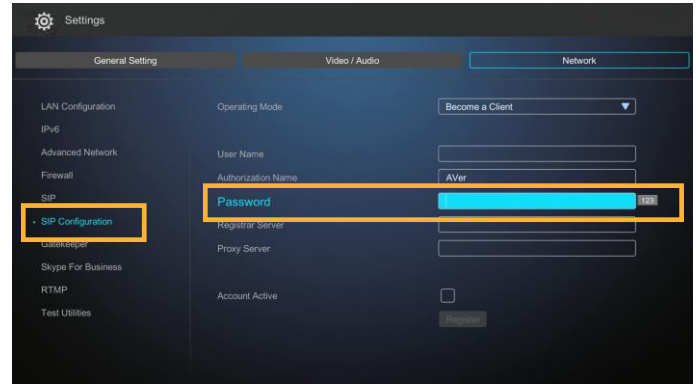 Settings
General Setting Video / Audio Network
LAN Configuration Operating Mode Become a Client
IPv6
Advanced Network User Name
Firewall Authorization Name AVer
SIP Password 123
SIP Configuration Registrar Server
Gatekeeper Proxy Server
Skype For Business
RTMP Account Active
Test Utilities Register